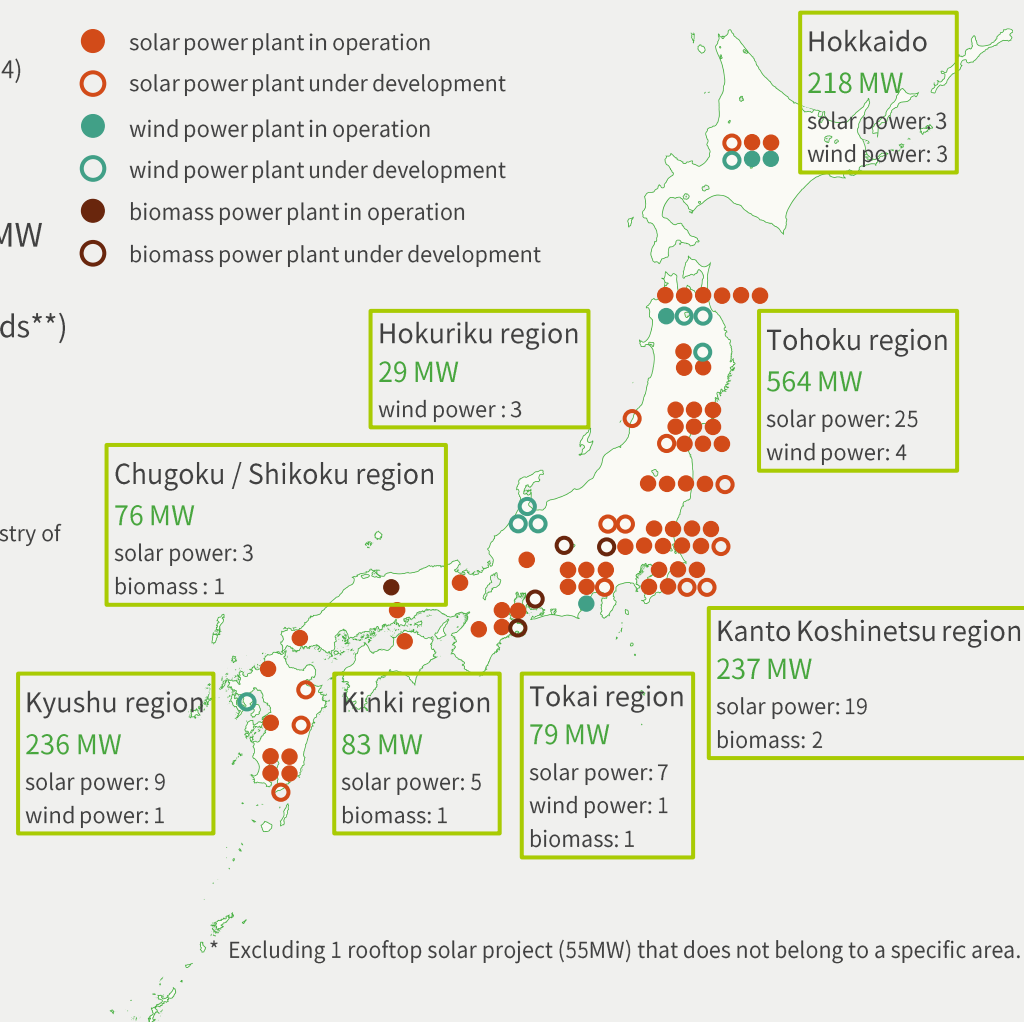 solar power plant in operation
4)
solar power plant under development
wind power plant in operation
wind power plant under development
biomass power plant in operation
MW
biomass power plant under development
ds**)
stry of
Hokkaido
218 MW
solar power: 3
wind power: 3
Hokuriku region
29 MW
wind power : 3
Tohoku region
564 MW
solar power: 25
wind power: 4
Chugoku / Shikoku region
76 MW
solar power: 3
biomass : 1
Kanto Koshinetsu region
237 MW
solar power: 19
biomass: 2
Kyushu region
236 MW
solar power: 9
wind power: 1
Kinki region
83 MW
solar power: 5
biomass: 1
Tokai region
79 MW
solar power: 7
wind power: 1
biomass: 1
* Excluding 1 rooftop solar project (55MW) that does not belong to a specific area.